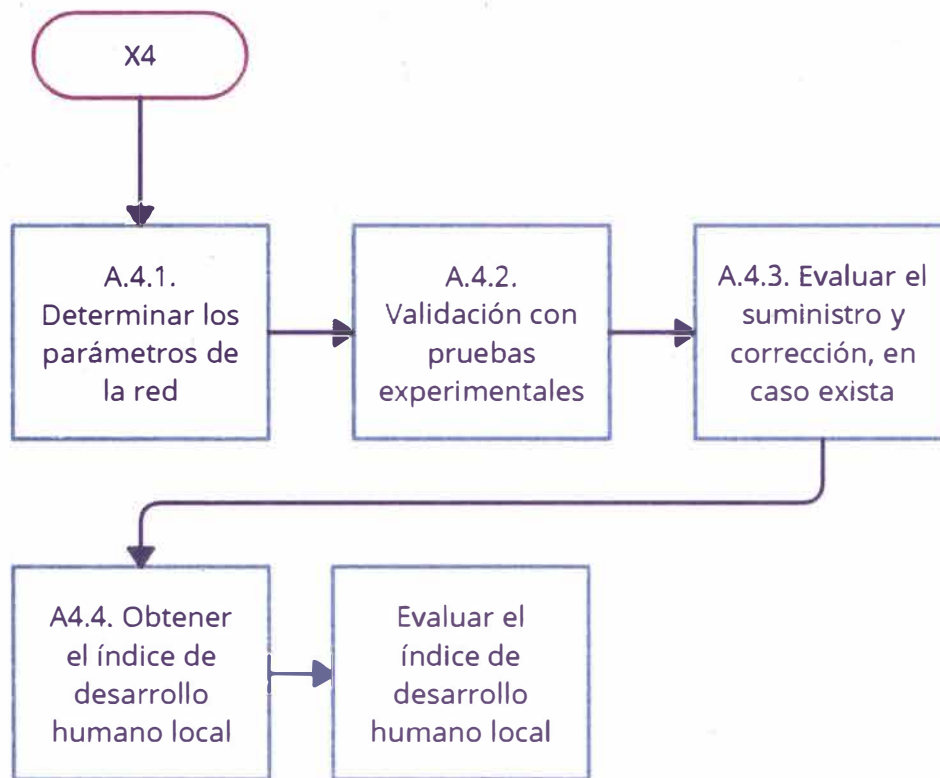 X4
A.4.1.
Determinar los
parámetros de
la red
A.4.2.
Validación con
pruebas
experimentales
A.4.3. Evaluar el
suministro y
corrección, en
caso exista
A4.4. Obtener
el índice de
desarrollo
humano local
Evaluar el
índice de
desarrollo
humano local